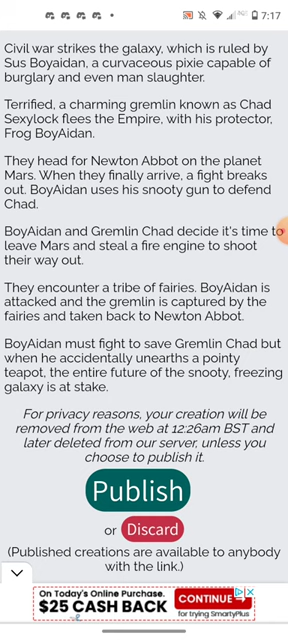 7:17
Civil war strikes the galaxy, which is ruled by
Sus Boyaidan, a curvaceous pixie capable of
burglary and even man slaughter.
Terrified, a charming gremlin known as Chad
Sexylock flees the Empire, with his protector,
Frog BoyAidan.
They head for Newton Abbot on the planet
Mars. When they finally arrive, a fight breaks
out. BoyAidan uses his snooty gun to defend
Chad.
BoyAidan and Gremlin Chad decide it's time to
leave Mars and steal a fire engine to shoot
their way out.
They encounter a tribe of fairies. BoyAidan is
attacked and the gremlin is captured by the
fairies and taken back to Newton Abbot.
BoyAidan must fight to save Gremlin Chad but
when he accidentally unearths a pointy
teapot, the entire future of the snooty, freezing
galaxy is at stake.
For privacy reasons, your creation will be
removed from the web at 12:26am BST and
later deleted from our server, unless you
choose to publish it.
Publish
or Discard
(Published creations are available to anybody
with the link.)
On Today's Online Purchase.
$25 CASH BACK
CONTINUE
for trying SmartyPlus